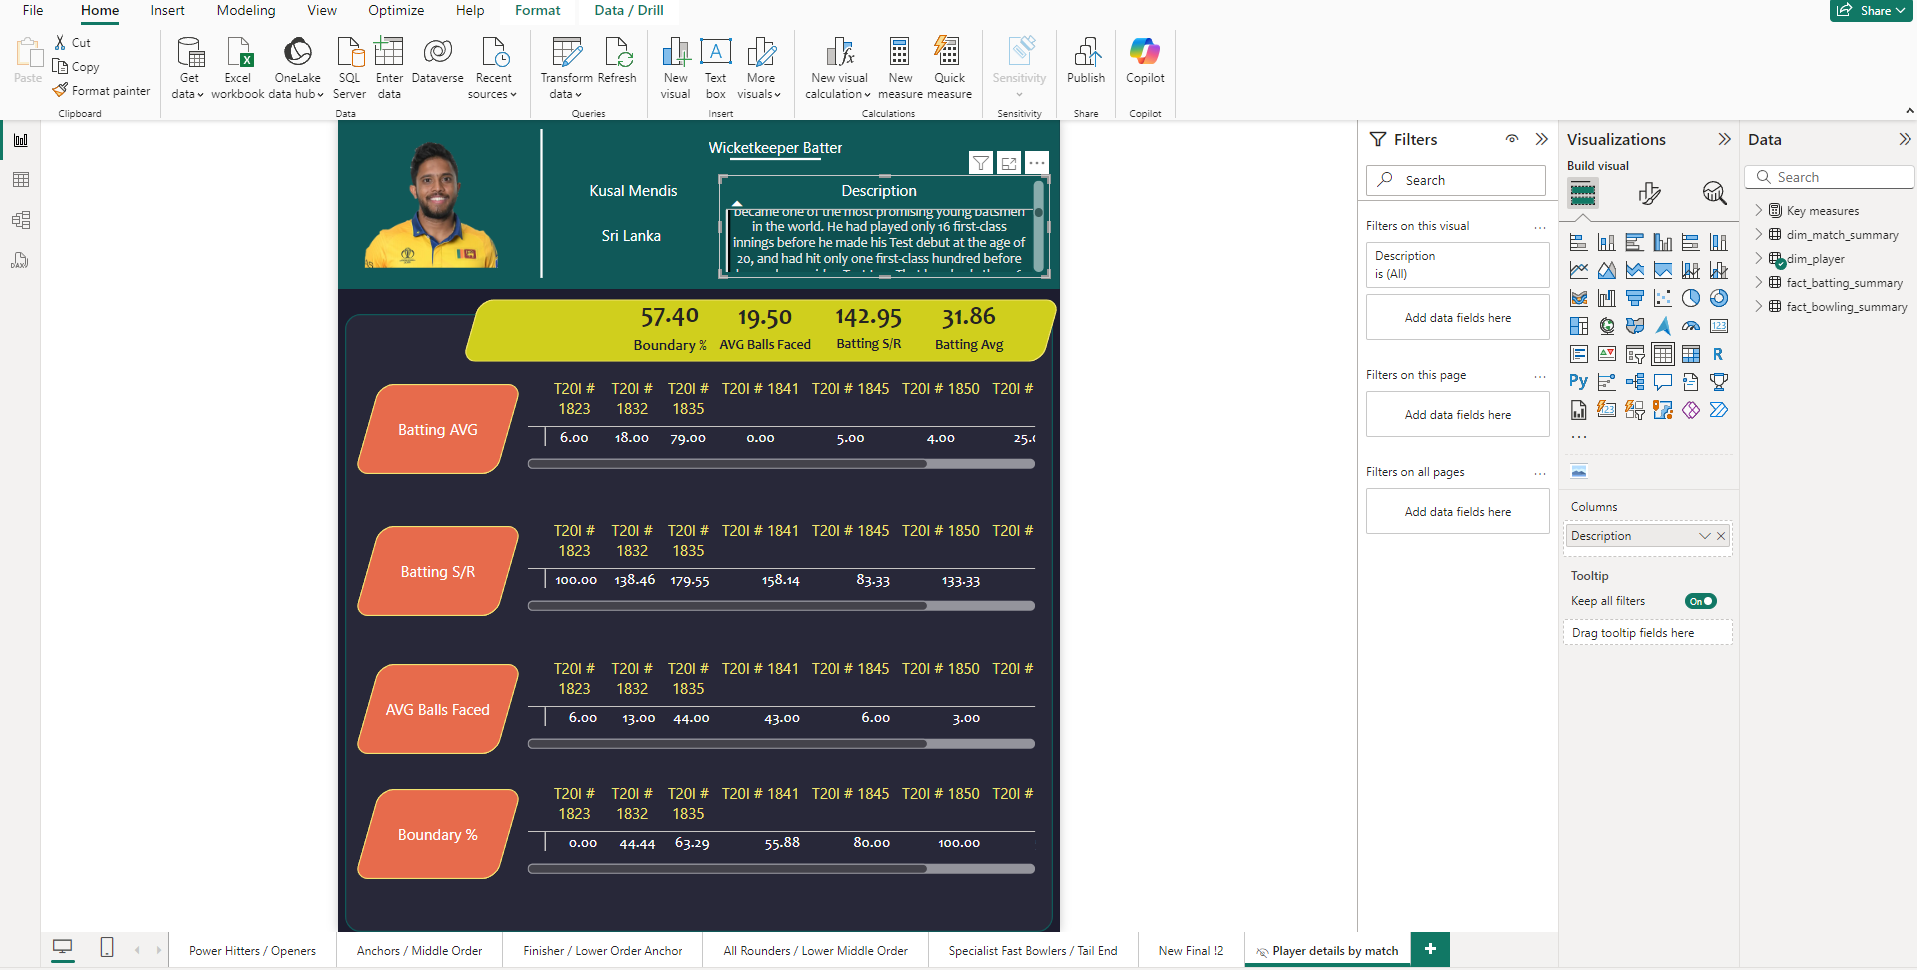 File Home Insert Modeling View Optimize Help Format Data / Drill Share
Paste
Cut
Copy
Format painter
Clipboard
Get data
Excel workbook
OneLake data hub
SQL Server
Enter data
Dataverse
Recent sources
Data
Transform data
Refresh
Queries
New visual
Text box
More visuals
Insert
New visual calculation
New measure
Quick measure
Calculations
Sensitivity
Sensitivity
Publish
Share
Copilot
Copilot
Wicketkeeper Batter
Kusal Mendis
Sri Lanka
Description
became one of the most promising young batsmen
in the world. He had played only 16 first-class
innings before he made his Test debut at the age of
20, and had hit only one first-class hundred before
57.40 19.50 142.95 31.86
Boundary % AVG Balls Faced Batting S/R Batting Avg
Batting AVG
T20I # 1823 T20I # 1832 T20I # 1835 T20I # 1841 T20I # 1845 T20I # 1850 T20I #
6.00 18.00 79.00 0.00 5.00 4.00 25.0
Batting S/R
T20I # 1823 T20I # 1832 T20I # 1835 T20I # 1841 T20I # 1845 T20I # 1850 T20I #
100.00 138.46 179.55 158.14 83.33 133.33
AVG Balls Faced
T20I # 1823 T20I # 1832 T20I # 1835 T20I # 1841 T20I # 1845 T20I # 1850 T20I #
6.00 13.00 44.00 43.00 6.00 3.00
Boundary %
T20I # 1823 T20I # 1832 T20I # 1835 T20I # 1841 T20I # 1845 T20I # 1850 T20I #
0.00 44.44 63.29 55.88 80.00 100.00
Filters
Search
Filters on this visual ...
Description
is (All)
Add data fields here
Filters on this page ...
Add data fields here
Filters on all pages ...
Add data fields here
Visualizations
Build visual
123
R
Py
...
Columns
Description
Tooltip
Keep all filters On
Drag tooltip fields here
Data
Search
Key measures
dim_match_summary
dim_player
fact_batting_summary
fact_bowling_summary
Power Hitters / Openers Anchors / Middle Order Finisher / Lower Order Anchor All Rounders / Lower Middle Order Specialist Fast Bowlers / Tail End New Final !2 Player details by match +